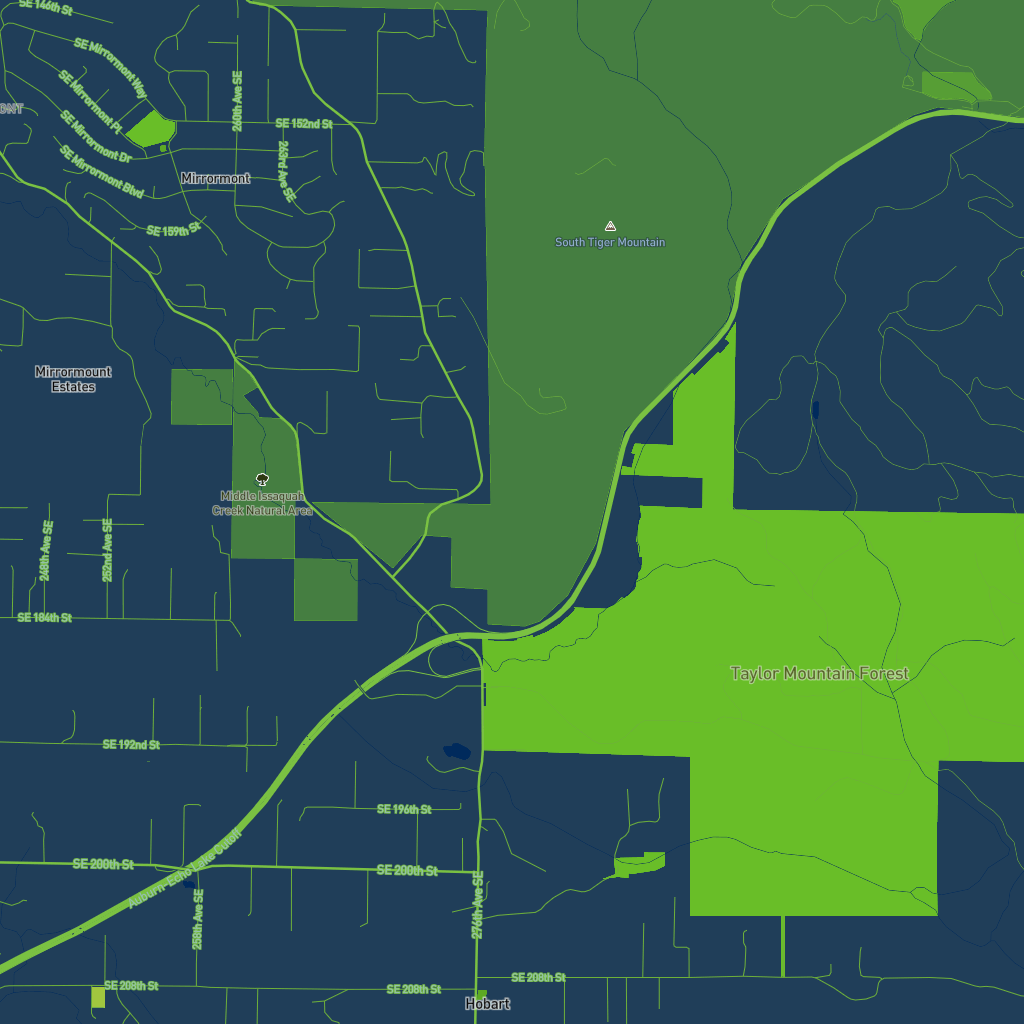 SE 146th St
SE Mirrormont Way
SE Mirrormont Pl
SE Mirrormont Dr
SE Mirrormont Blvd
260th Ave SE
SE 152nd St
263rd Ave SE
Mirrormont
SE 159th St
South Tiger Mountain
Mirrormount
Estates
Middle Issaquah
Creek Natural Area
248th Ave SE
252nd Ave SE
SE 184th St
Taylor Mountain Forest
SE 192nd St
SE 196th St
Auburn-Echo Lake Cutoff
SE 200th St
SE 200th St
258th Ave SE
276th Ave SE
SE 208th St
SE 208th St
SE 208th St
Hobart